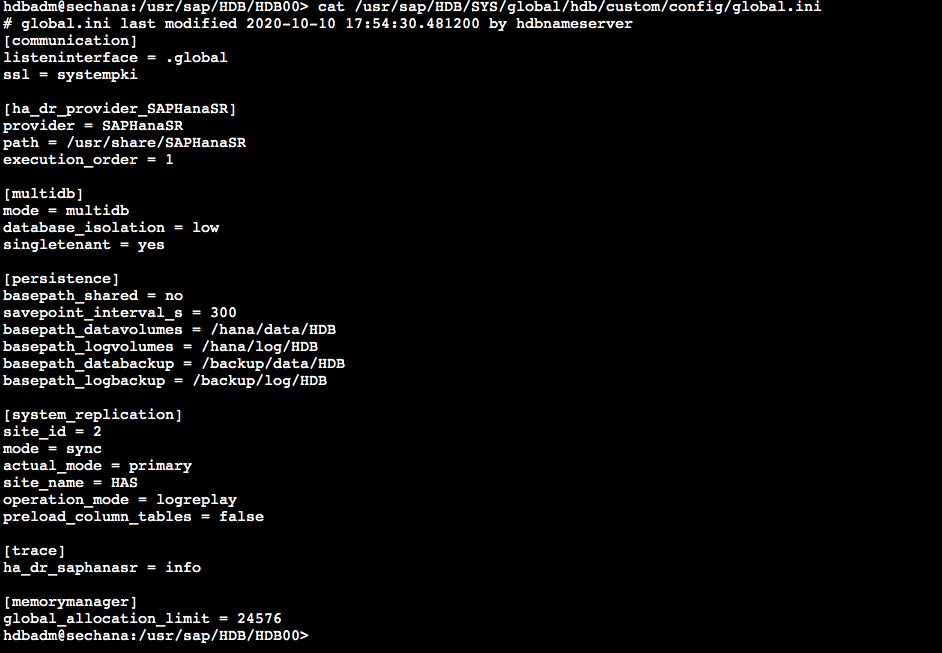 hdbadm@sechana:/usr/sap/HDB/HDB00> cat /usr/sap/HDB/SYS/global/hdb/custom/config/global.ini
# global.ini last modified 2020-10-10 17:54:30.481200 by hdbnameserver
[communication]
listeninterface = .global
ssl = systempki

[ha_dr_provider_SAPHanaSR]
provider = SAPHanaSR
path = /usr/share/SAPHanaSR
execution_order = 1

[multidb]
mode = multidb
database_isolation = low
singletenant = yes

[persistence]
basepath_shared = no
savepoint_interval_s = 300
basepath_datavolumes = /hana/data/HDB
basepath_logvolumes = /hana/log/HDB
basepath_databackup = /backup/data/HDB
basepath_logbackup = /backup/log/HDB

[system_replication]
site_id = 2
mode = sync
actual_mode = primary
site_name = HAS
operation_mode = logreplay
preload_column_tables = false

[trace]
ha_dr_saphanasr = info

[memorymanager]
global_allocation_limit = 24576
hdbadm@sechana:/usr/sap/HDB/HDB00>